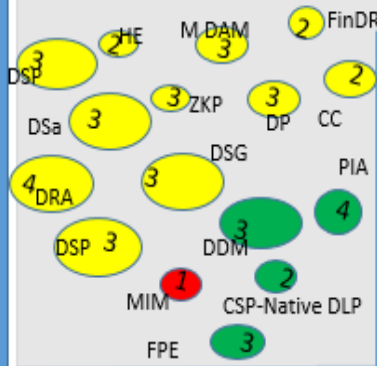 HE 2
M DAM 3
2 FinDR
DSP 3
2 CC
3 ZKP
3 DP
DSa 3
DSG 3
PIA 4
4 DRA
DSP 3
DDM 3
1 MIM
2 CSP-Native DLP
FPE 3